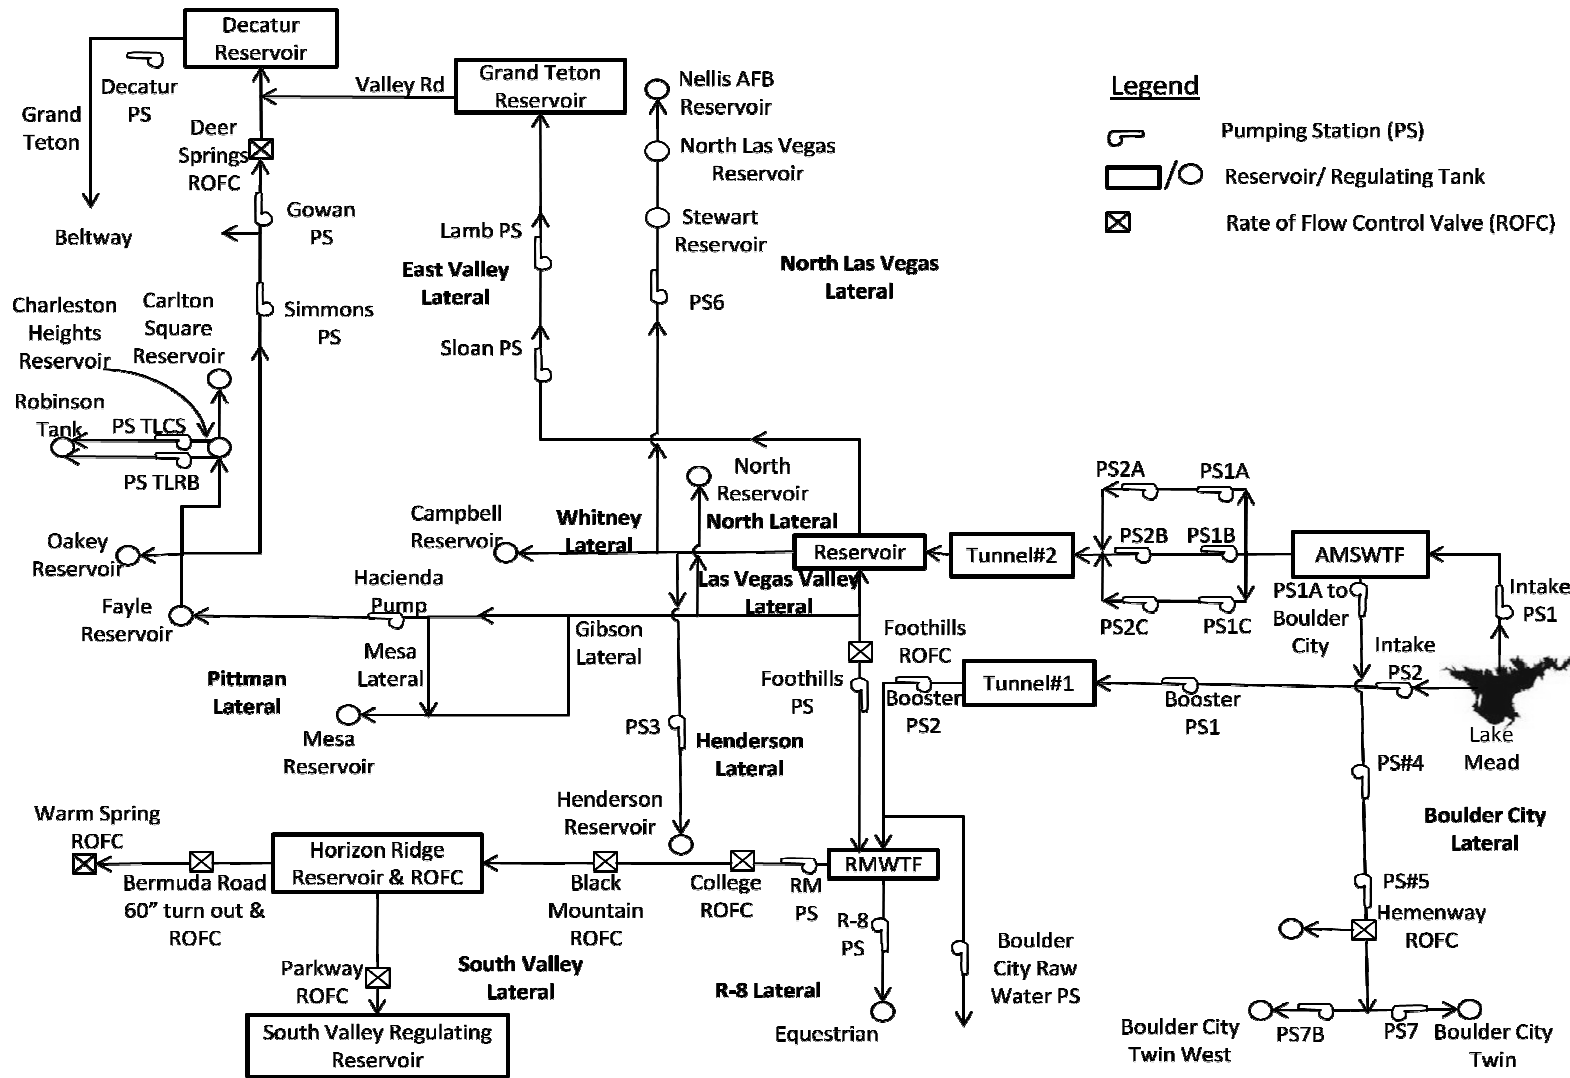 Decatur
Reservoir
Decatur
PS
Grand
Teton
Beltway
Valley Rd
Grand Teton
Reservoir
Deer
Springs
ROFC
Gowan
PS
Simmons
PS
Nellis AFB
Reservoir
North Las Vegas
Reservoir
Stewart
Reservoir
North Las Vegas
Lateral
PS6
Lamb PS
East Valley
Lateral
Sloan PS
Legend
Pumping Station (PS)
/
Reservoir/ Regulating Tank
Rate of Flow Control Valve (ROFC)
Charleston
Heights
Reservoir
Carlton
Square
Reservoir
Robinson
Tank
PS TLCS
PS TLRB
Oakey
Reservoir
Fayle
Reservoir
Hacienda
Pump
Campbell
Reservoir
Whitney
Lateral
North
Reservoir
North Lateral
Las Vegas Valley
Lateral
Reservoir
Tunnel#2
PS2A
PS1A
PS2B
PS1B
PS2C
PS1C
AMSWTF
PS1A to
Boulder
City
Intake
PS1
Intake
PS2
Lake
Mead
Mesa
Lateral
Gibson
Lateral
Pittman
Lateral
Mesa
Reservoir
Foothills
ROFC
Foothills
PS
Booster
PS2
Tunnel#1
Booster
PS1
PS3
Henderson
Lateral
Henderson
Reservoir
PS#4
Boulder City
Lateral
PS#5
Hemenway
ROFC
Warm Spring
ROFC
Bermuda Road
60” turn out &
ROFC
Horizon Ridge
Reservoir & ROFC
Black
Mountain
ROFC
College
ROFC
RM
PS
RMWTF
R-8
PS
Boulder
City Raw
Water PS
Parkway
ROFC
South Valley
Lateral
R-8 Lateral
Equestrian
South Valley Regulating
Reservoir
Boulder City
Twin West
PS7B
PS7
Boulder City
Twin